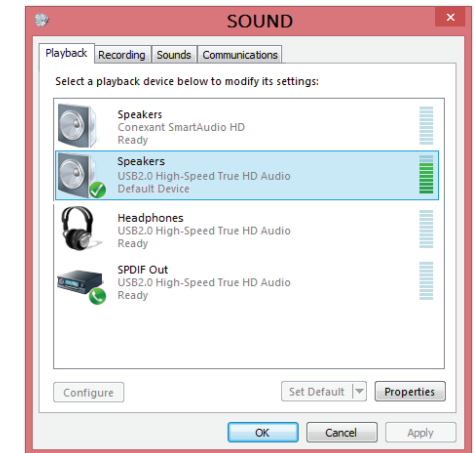 SOUND
Playback Recording Sounds Communications
Select a playback device below to modify its settings:
Speakers
Conexant SmartAudio HD
Ready
Speakers
USB2.0 High-Speed True HD Audio
Default Device
Headphones
USB2.0 High-Speed True HD Audio
Ready
SPDIF Out
USB2.0 High-Speed True HD Audio
Ready
Configure Set Default Properties
OK Cancel Apply